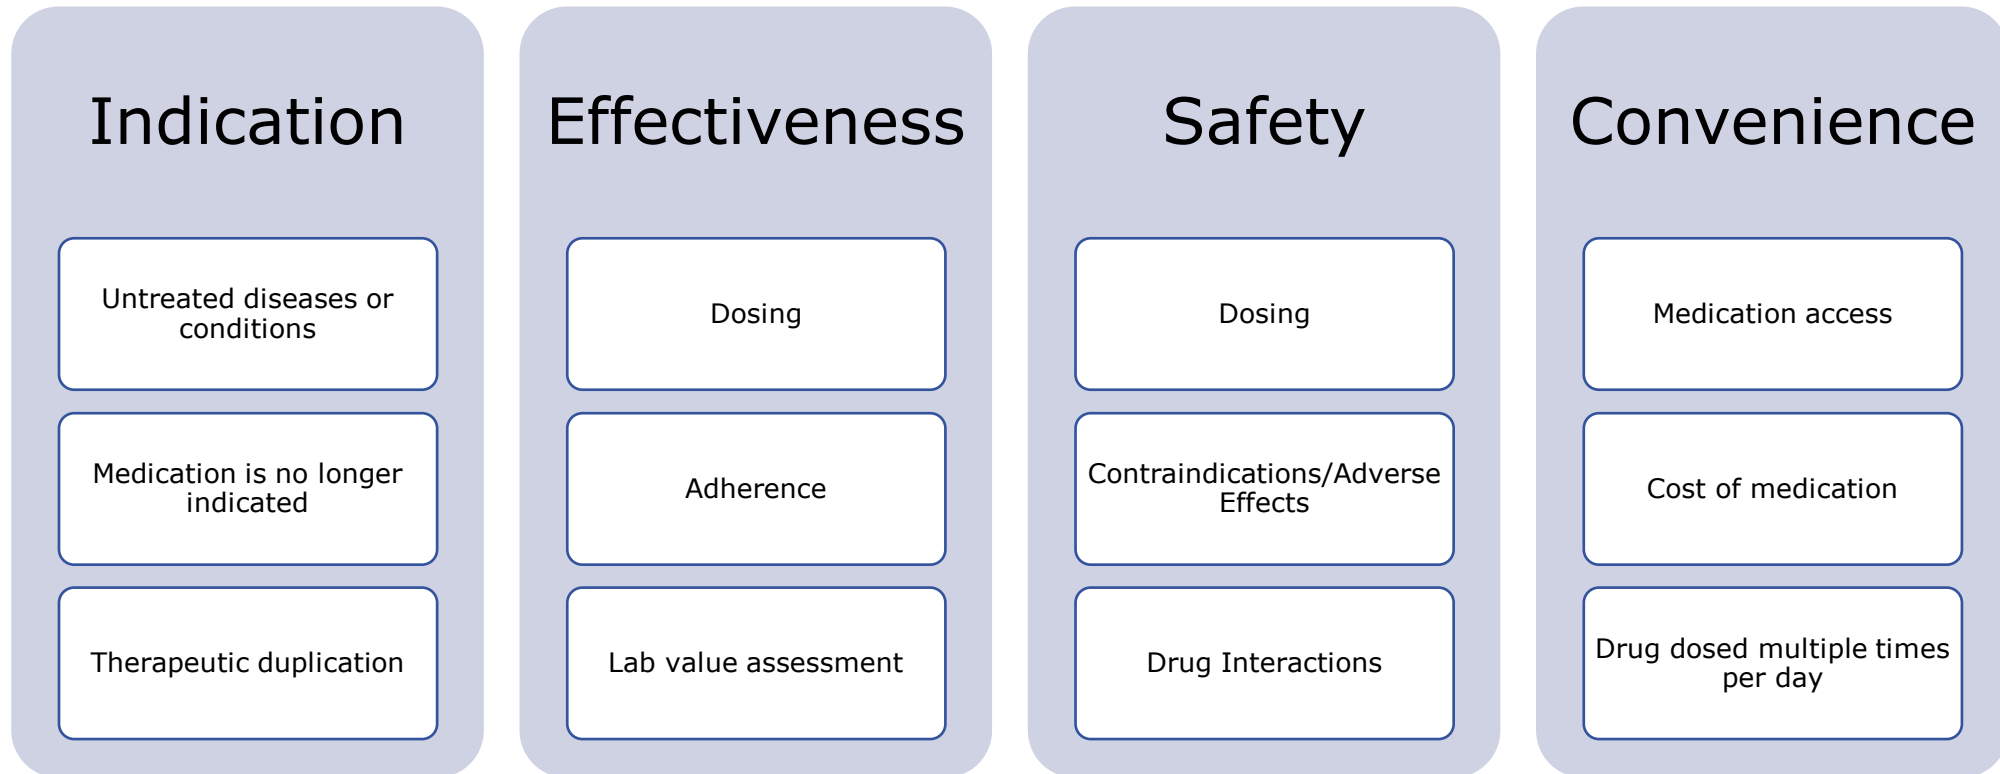 Indication
Untreated diseases or
conditions
Medication is no longer
indicated
Therapeutic duplication
Effectiveness
Dosing
Adherence
Lab value assessment
Safety
Dosing
Contraindications/Adverse
Effects
Drug Interactions
Convenience
Medication access
Cost of medication
Drug dosed multiple times
per day